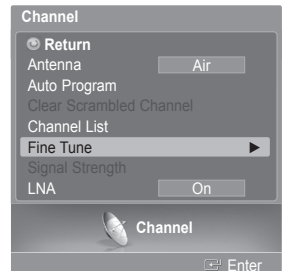 Channel
Return
Antenna Air
Auto Program
Clear Scrambled Channel
Channel List
Fine Tune ►
Signal Strength
LNA On
Channel
Enter